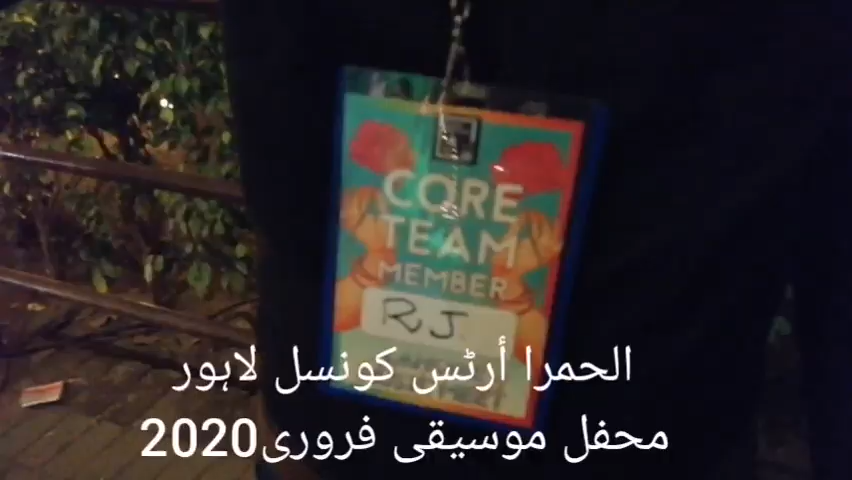 CORE
TEAM
MEMBER
RJ
الحمرا أرٹس کونسل لاہور
محفل موسیقی فروری2020